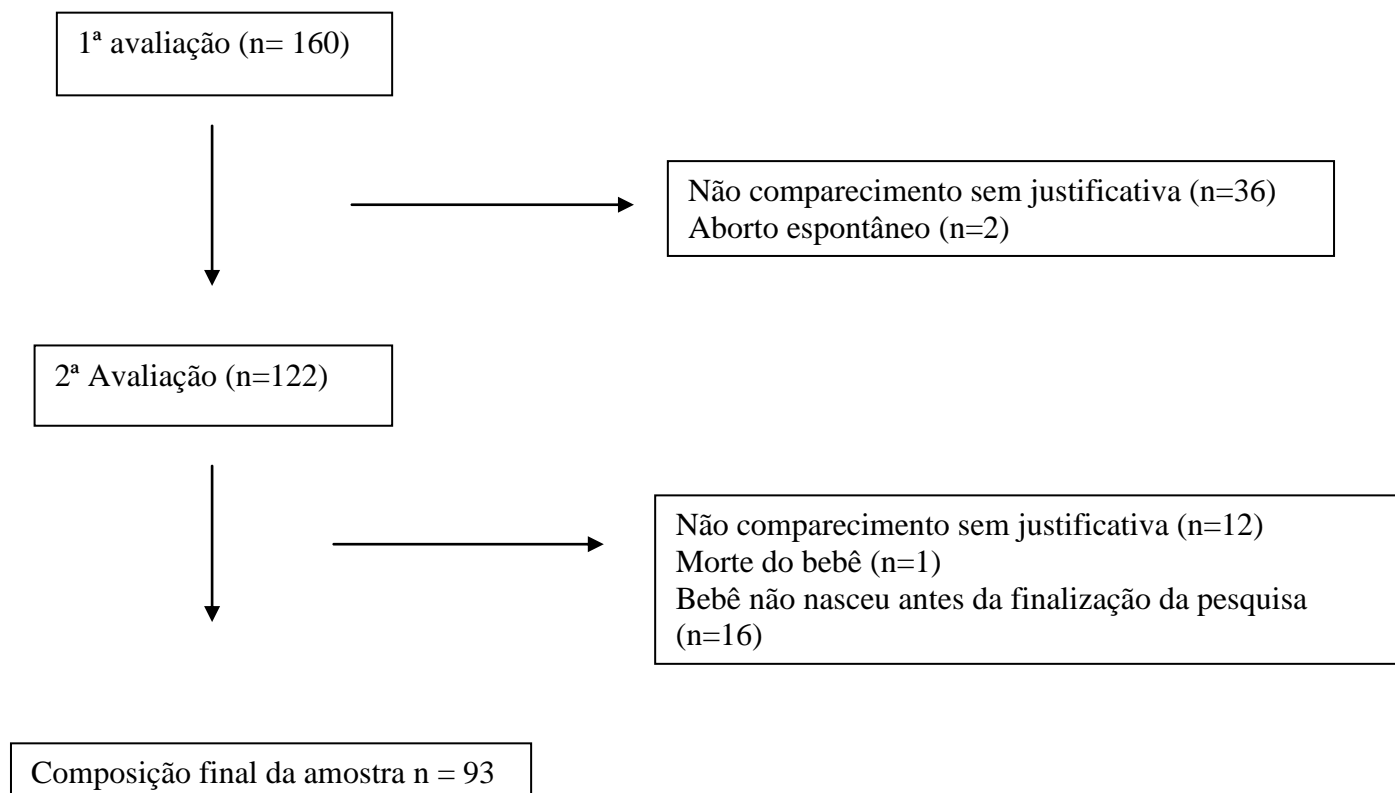 1ª avaliação (n= 160)
Não comparecimento sem justificativa (n=36)
Aborto espontâneo (n=2)
2ª Avaliação (n=122)
Não comparecimento sem justificativa (n=12)
Morte do bebê (n=1)
Bebê não nasceu antes da finalização da pesquisa
(n=16)
Composição final da amostra n = 93